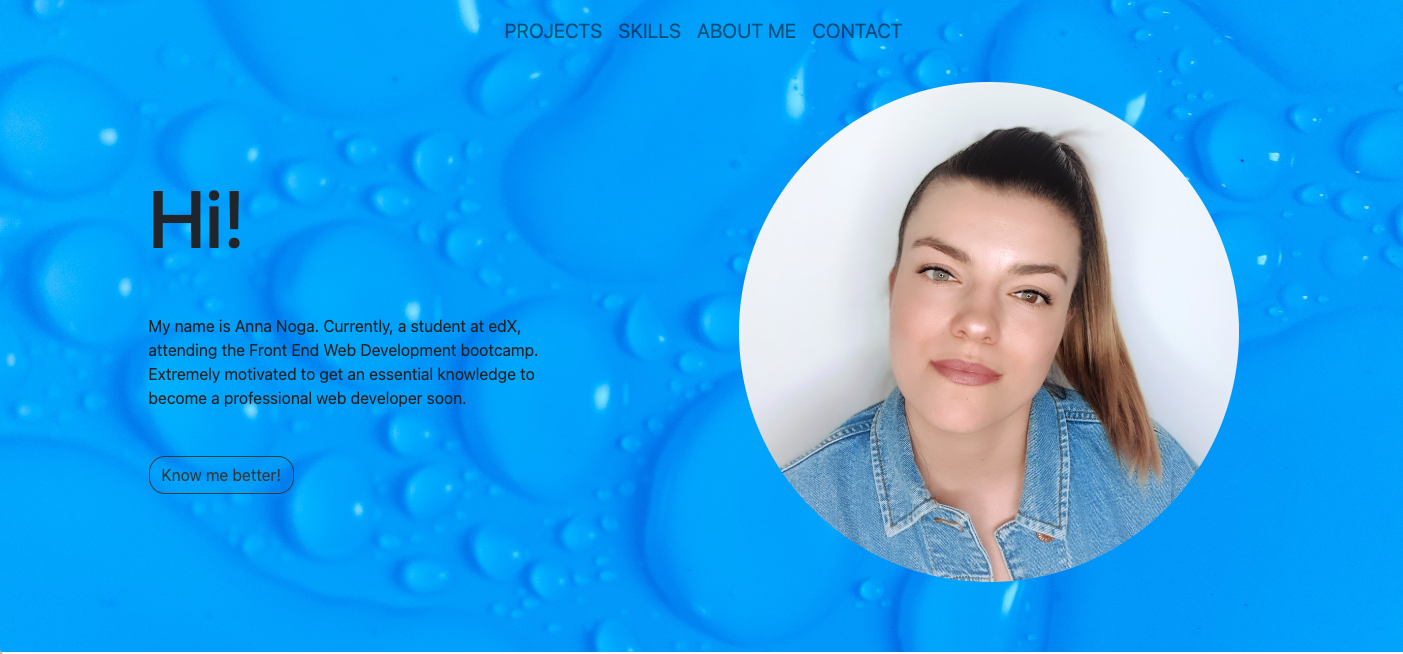 PROJECTS SKILLS ABOUT ME CONTACT
Hi!
My name is Anna Noga. Currently, a student at edX,
attending the Front End Web Development bootcamp.
Extremely motivated to get an essential knowledge to
become a professional web developer soon.
Know me better!